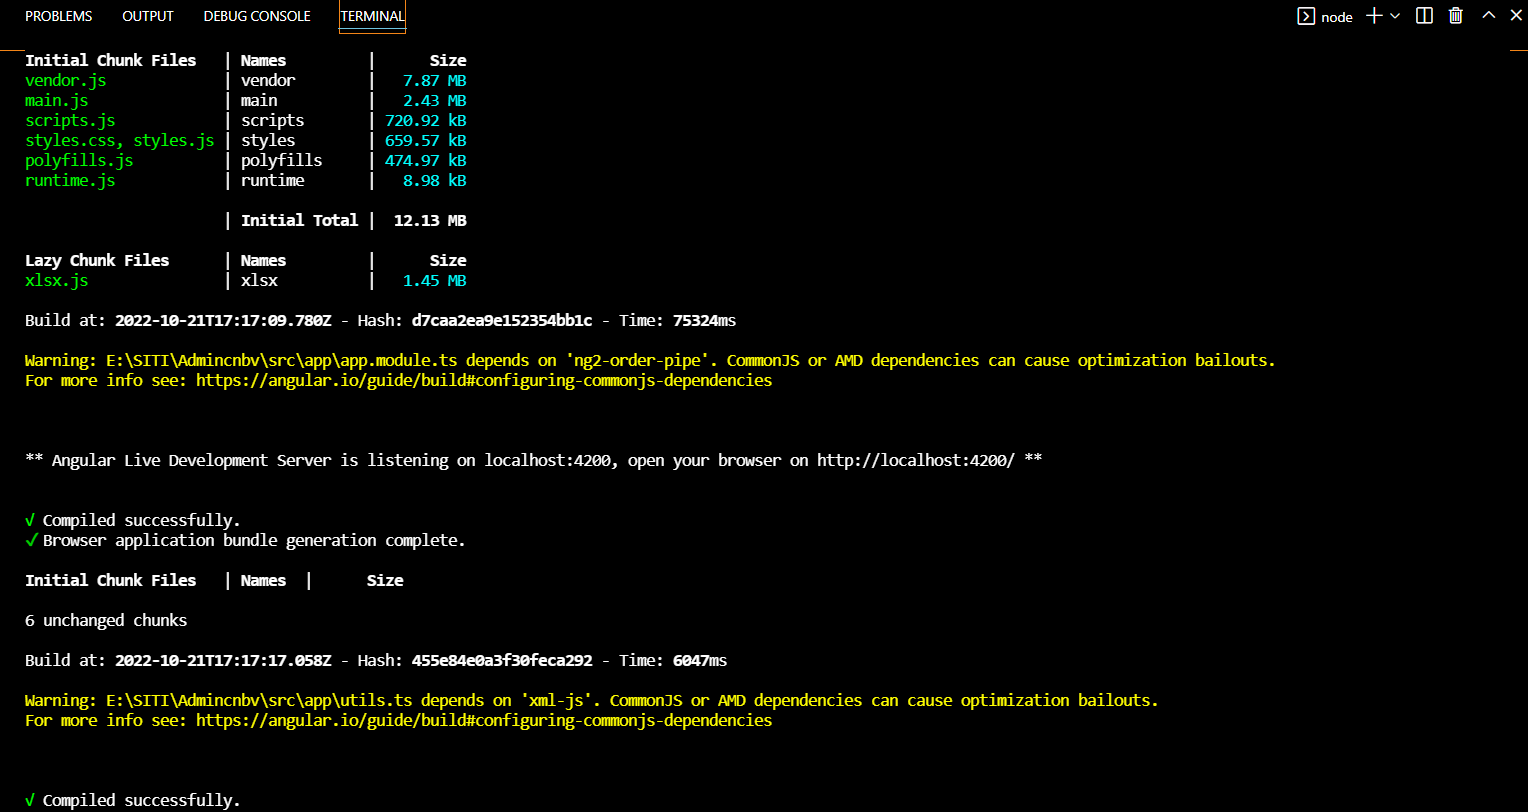 PROBLEMS OUTPUT DEBUG CONSOLE TERMINAL node
Initial Chunk Files | Names | Size
vendor.js | vendor | 7.87 MB
main.js | main | 2.43 MB
scripts.js | scripts | 720.92 kB
styles.css, styles.js | styles | 659.57 kB
polyfills.js | polyfills | 474.97 kB
runtime.js | runtime | 8.98 kB
| Initial Total | 12.13 MB
Lazy Chunk Files | Names | Size
xlsx.js | xlsx | 1.45 MB
Build at: 2022-10-21T17:17:09.780Z - Hash: d7caa2ea9e152354bb1c - Time: 75324ms
Warning: E:\SITI\Admincnbv\src\app\app.module.ts depends on 'ng2-order-pipe'. CommonJS or AMD dependencies can cause optimization bailouts.
For more info see: https://angular.io/guide/build#configuring-commonjs-dependencies
** Angular Live Development Server is listening on localhost:4200, open your browser on http://localhost:4200/ **
√ Compiled successfully.
✓ Browser application bundle generation complete.
Initial Chunk Files | Names | Size
6 unchanged chunks
Build at: 2022-10-21T17:17:17.058Z - Hash: 455e84e0a3f30feca292 - Time: 6047ms
Warning: E:\SITI\Admincnbv\src\app\utils.ts depends on 'xml-js'. CommonJS or AMD dependencies can cause optimization bailouts.
For more info see: https://angular.io/guide/build#configuring-commonjs-dependencies
√ Compiled successfully.